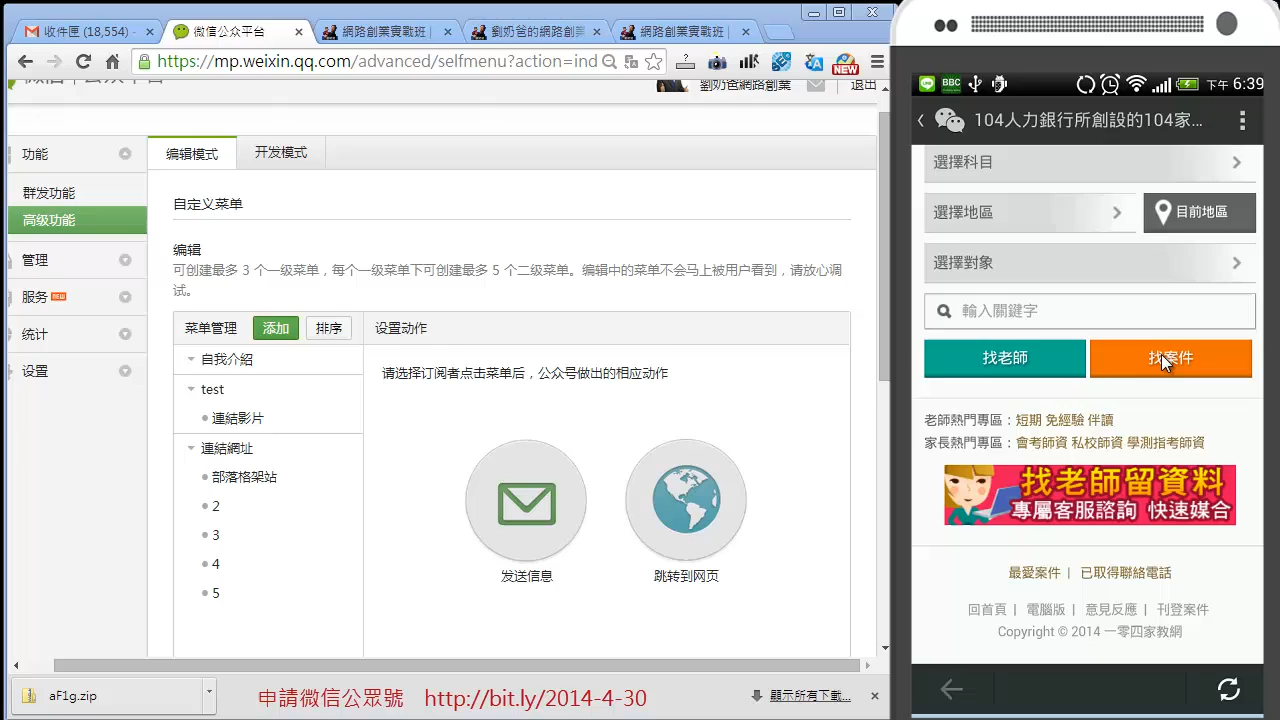 收件匣 (18,554) -
微信公众平台
網路創業實戰班 |
劉奶爸的網路創業
網路創業實戰班 |
https://mp.weixin.qq.com/advanced/selfmenu?action=ind
NEW
劉奶爸網路創業
退出
功能
群发功能
高级功能
管理
服务 NEW
统计
设置
编辑模式
开发模式
自定义菜单
编辑
可创建最多 3 个一级菜单，每个一级菜单下可创建最多 5 个二级菜单。编辑中的菜单不会马上被用户看到，请放心调
试。
菜单管理 添加 排序
设置动作
自我介紹
test
連結影片
連結網址
部落格架站
2
3
4
5
请选择订阅者点击菜单后，公众号做出的相应动作
发送信息
跳转到网页
aF1g.zip
申請微信公眾號 http://bit.ly/2014-4-30
顯示所有下載...
BBC
下午 6:39
104人力銀行所創設的104家...
選擇科目
選擇地區
目前地區
選擇對象
輸入關鍵字
找老師
找案件
老師熱門專區：短期 免經驗 伴讀
家長熱門專區：會考師資 私校師資 學測指考師資
找老師留資料
專屬客服諮詢 快速媒合
最愛案件 | 已取得聯絡電話
回首頁 | 電腦版 | 意見反應 | 刊登案件
Copyright © 2014 一零四家教網